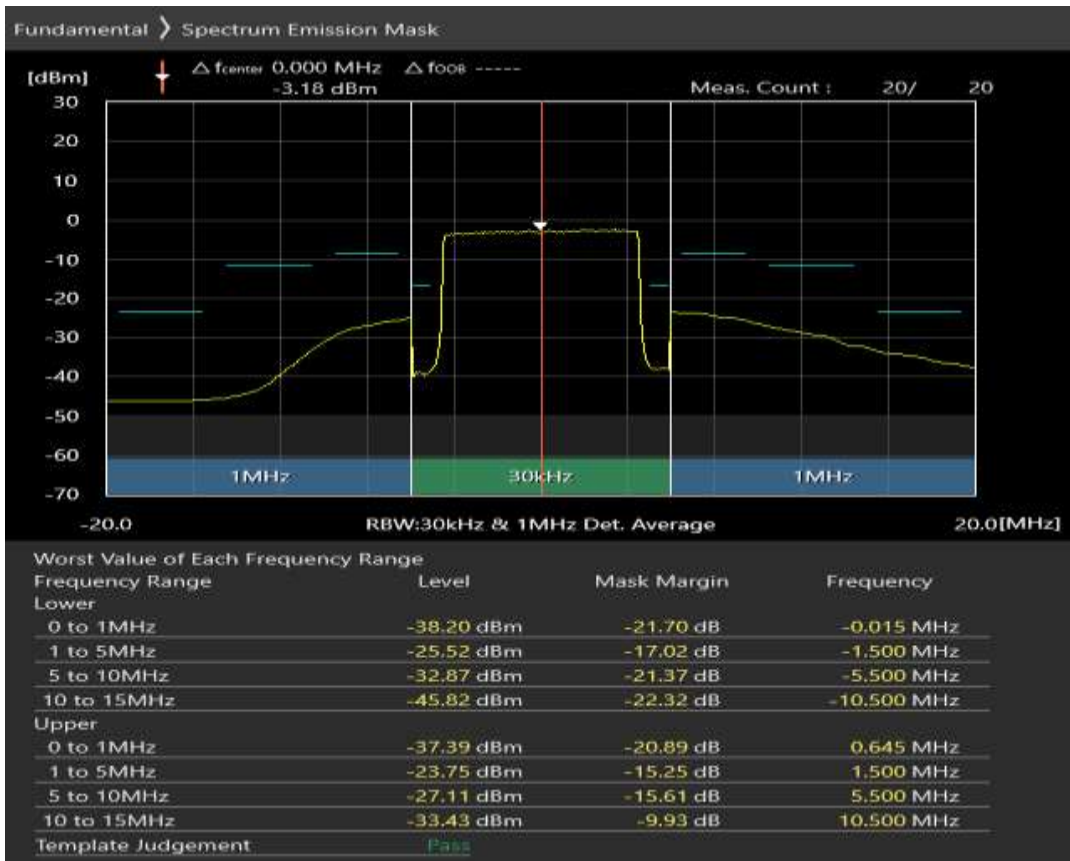 Fundamental 〉 Spectrum Emission Mask
[dBm] △ fcenter 0.000 MHz △ fOOB -----
-3.18 dBm Meas. Count : 20/ 20
30
20
10
0
-10
-20
-30
-40
-50
-60
-70
1MHz 30kHz 1MHz
-20.0 RBW:30kHz & 1MHz Det. Average 20.0[MHz]
Worst Value of Each Frequency Range
Frequency Range Level Mask Margin Frequency
Lower
0 to 1MHz -38.20 dBm -21.70 dB -0.015 MHz
1 to 5MHz -25.52 dBm -17.02 dB -1.500 MHz
5 to 10MHz -32.87 dBm -21.37 dB -5.500 MHz
10 to 15MHz -45.82 dBm -22.32 dB -10.500 MHz
Upper
0 to 1MHz -37.39 dBm -20.89 dB 0.645 MHz
1 to 5MHz -23.75 dBm -15.25 dB 1.500 MHz
5 to 10MHz -27.11 dBm -15.61 dB 5.500 MHz
10 to 15MHz -33.43 dBm -9.93 dB 10.500 MHz
Template Judgement Pass